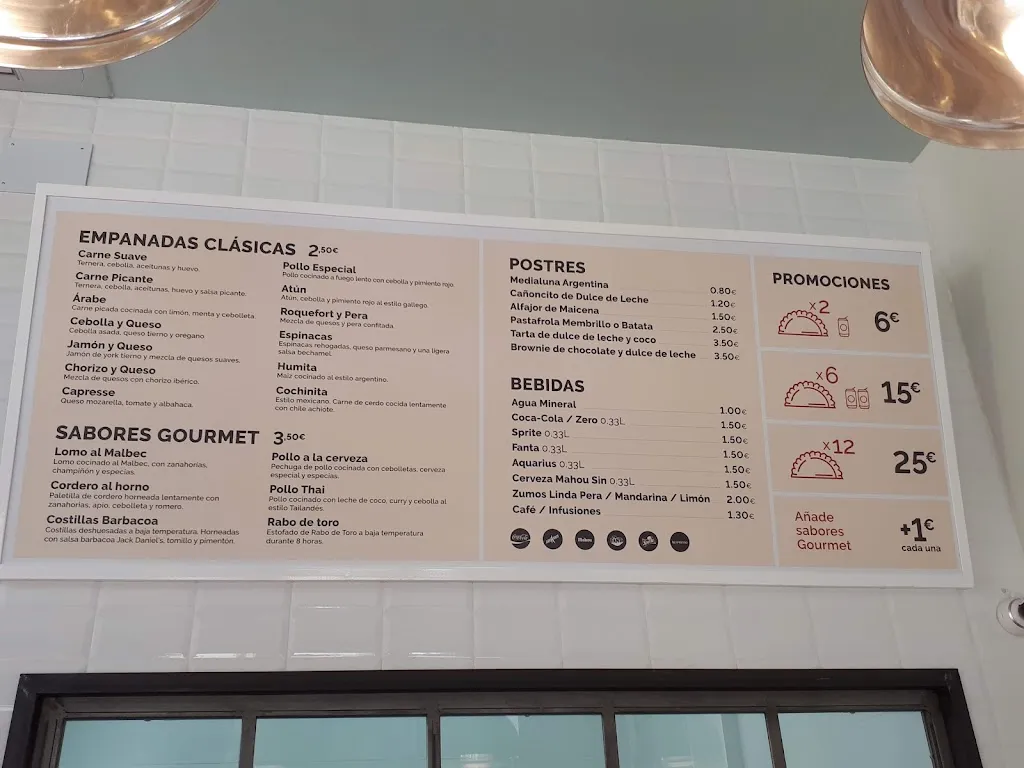 EMPANADAS CLÁSICAS 2,50€
Carne Suave
Ternera, cebolla, aceitunas y huevo.
Carne Picante
Ternera, cebolla, aceitunas, huevo y salsa picante.
Árabe
Carne picada cocinada con limón, menta y cebolleta.
Cebolla y Queso
Cebolla asada, queso tierno y orégano
Jamón y Queso
Jamón de york tierno y mezcla de quesos suaves.
Chorizo y Queso
Mezcla de quesos con chorizo ibérico.
Capresse
Queso mozarella, tomate y albahaca.
Pollo Especial
Pollo cocinado a fuego lento con cebolla y pimiento rojo.
Atún
Atún, cebolla y pimiento rojo al estilo gallego.
Roquefort y Pera
Mezcla de quesos y pera confitada.
Espinacas
Espinacas rehogadas, queso parmesano y una ligera
salsa bechamel.
Humita
Maíz cocinado al estilo argentino.
Cochinita
Estilo mexicano. Carne de cerdo cocida lentamente
con chile achiote.
SABORES GOURMET 3,50€
Lomo al Malbec
Lomo cocinado al Malbec, con zanahorias,
champiñón y especias.
Cordero al horno
Paletilla de cordero horneada lentamente con
zanahorias, apio, cebolleta y romero.
Costillas Barbacoa
Costillas deshuesadas a baja temperatura. Horneadas
con salsa barbacoa Jack Daniel's, tomillo y pimentón.
Pollo a la cerveza
Pechuga de pollo cocinada con cebolletas, cerveza
especial y especias.
Pollo Thai
Pollo cocinado con leche de coco, curry y cebolla al
estilo Tailandés.
Rabo de toro
Estofado de Rabo de Toro a baja temperatura
durante 8 horas.
POSTRES
Medialuna Argentina 0.80€
Cañoncito de Dulce de Leche 1.20€
Alfajor de Maicena 1.50€
Pastafrola Membrillo o Batata 2.50€
Tarta de dulce de leche y coco 3.50€
Brownie de chocolate y dulce de leche 3.50€
BEBIDAS
Agua Mineral 1.00€
Coca-Cola / Zero 0.33L 1.50€
Sprite 0.33L 1.50€
Fanta 0.33L 1.50€
Aquarius 0.33L 1.50€
Cerveza Mahou Sin 0.33L 1.50€
Zumos Linda Pera / Mandarina / Limón 2.00€
Café / Infusiones 1.30€
Coca-Cola
PROMOCIONES
x2 6€
x6 15€
x12 25€
Añade
sabores
Gourmet
+1€
cada una